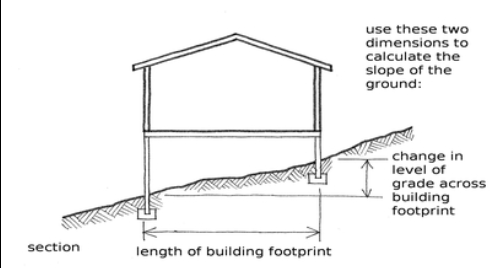 use these two
dimensions to
calculate the
slope of the
ground:
change in
level of
grade across
building
footprint
section
length of building footprint